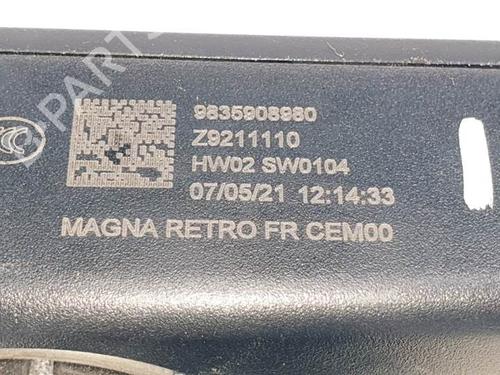 9835908980
Z9211110
HW02 SW0104
07/05/21 12:14:33
MAGNA RETRO FR CEM00